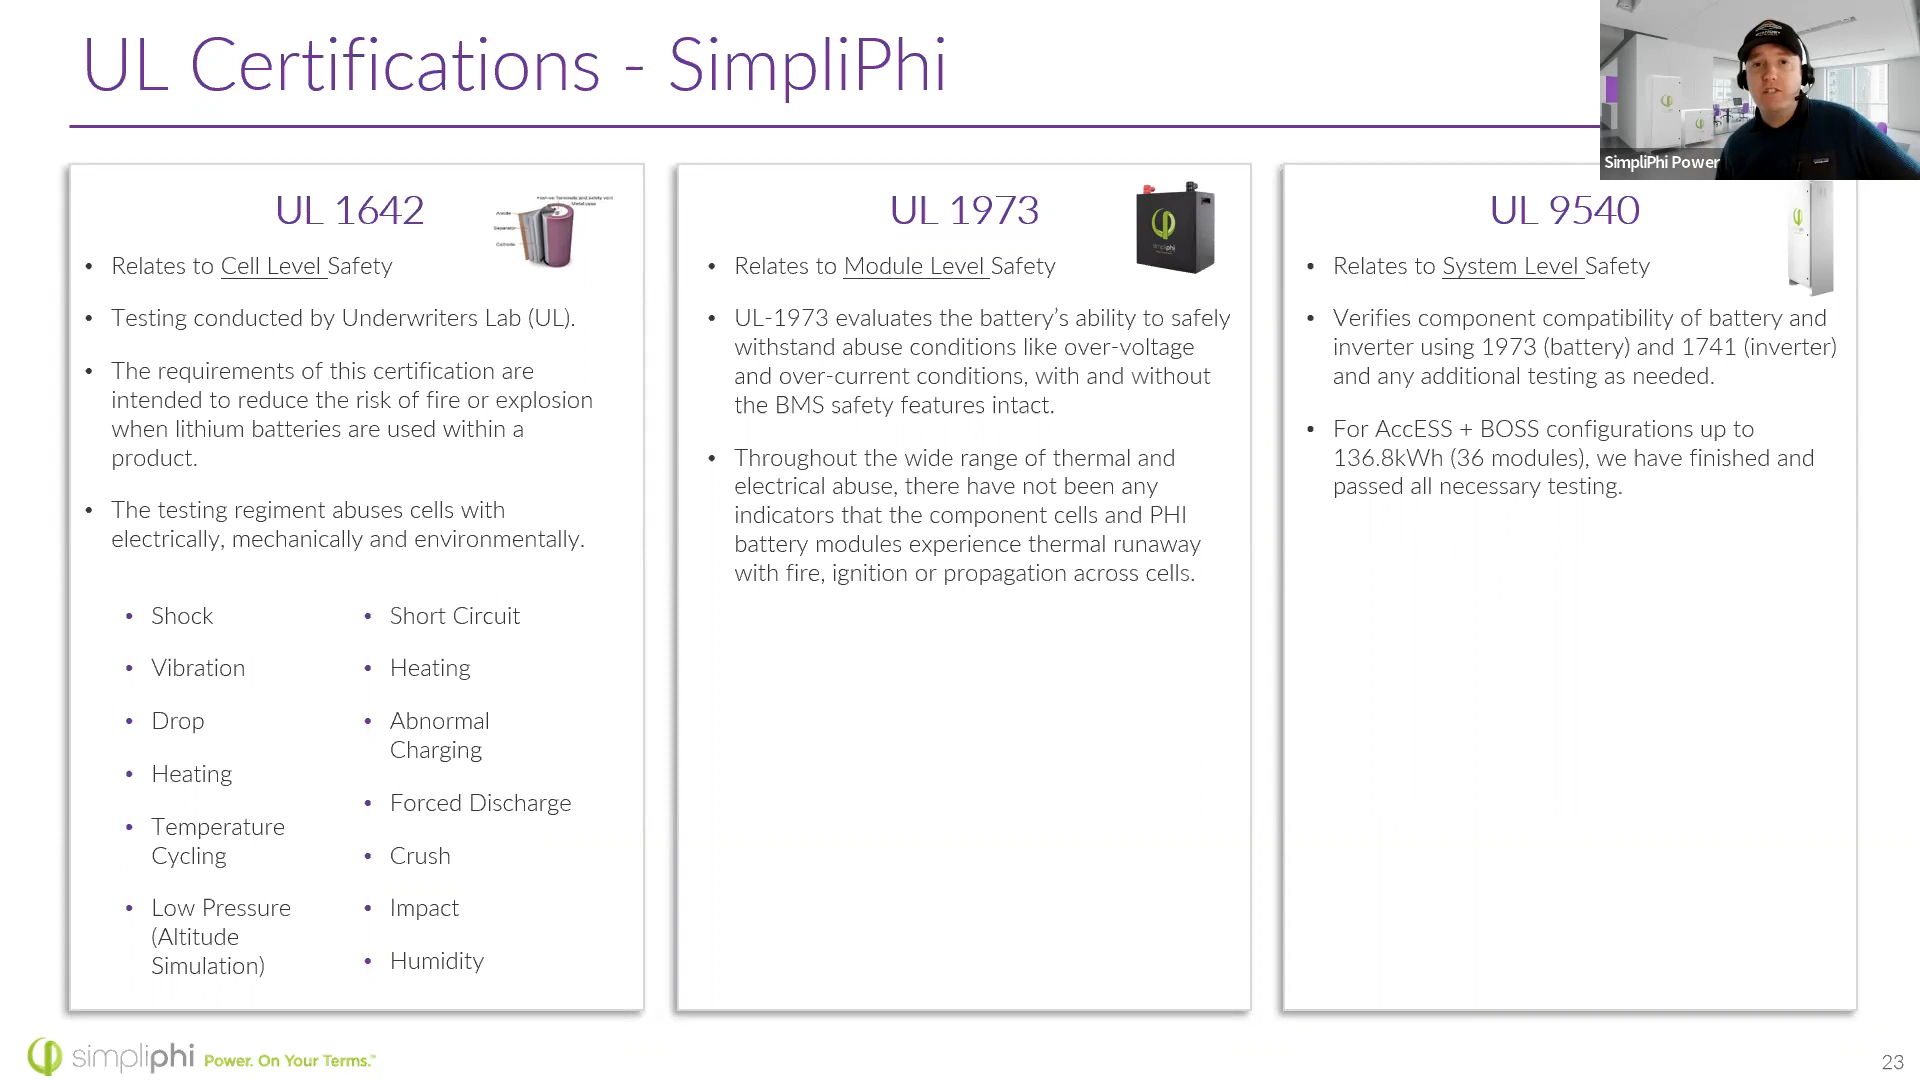 UL Certifications - SimpliPhi
SimpliPhi Power
UL 1642
Anode
Separator
Cathode
• Relates to Cell Level Safety
• Testing conducted by Underwriters Lab (UL).
• The requirements of this certification are
intended to reduce the risk of fire or explosion
when lithium batteries are used within a
product.
• The testing regiment abuses cells with
electrically, mechanically and environmentally.
• Shock
• Vibration
• Drop
• Heating
• Temperature
Cycling
• Low Pressure
(Altitude
Simulation)
• Short Circuit
• Heating
• Abnormal
Charging
• Forced Discharge
• Crush
• Impact
• Humidity
UL 1973
simpliphi
• Relates to Module Level Safety
• UL-1973 evaluates the battery’s ability to safely
withstand abuse conditions like over-voltage
and over-current conditions, with and without
the BMS safety features intact.
• Throughout the wide range of thermal and
electrical abuse, there have not been any
indicators that the component cells and PHI
battery modules experience thermal runaway
with fire, ignition or propagation across cells.
UL 9540
• Relates to System Level Safety
• Verifies component compatibility of battery and
inverter using 1973 (battery) and 1741 (inverter)
and any additional testing as needed.
• For AccESS + BOSS configurations up to
136.8kWh (36 modules), we have finished and
passed all necessary testing.
simpliphi Power. On Your Terms.™
23